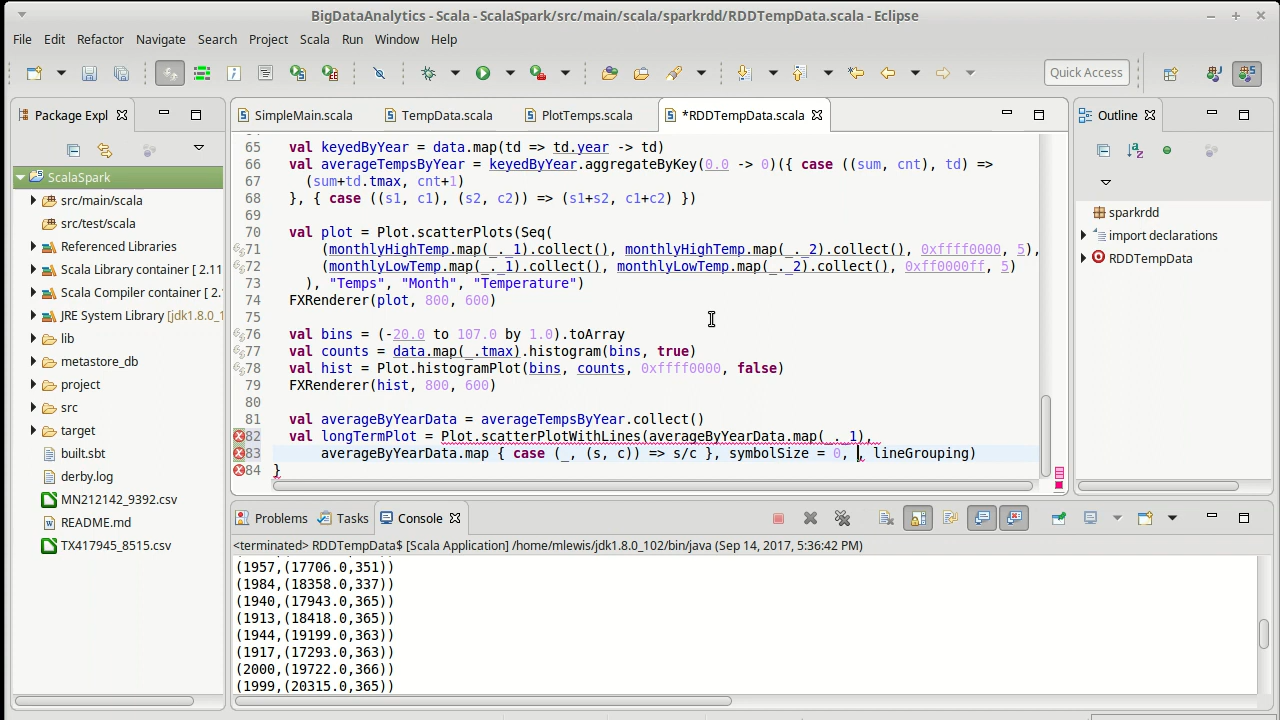 BigDataAnalytics - Scala - ScalaSpark/src/main/scala/sparkrdd/RDDTempData.scala - Eclipse
File Edit Refactor Navigate Search Project Scala Run Window Help
Quick Access
Package Expl
SimpleMain.scala TempData.scala PlotTemps.scala *RDDTempData.scala
Outline
ScalaSpark
src/main/scala
src/test/scala
Referenced Libraries
Scala Library container [ 2.11
Scala Compiler container [ 2.
JRE System Library [jdk1.8.0_1
lib
metastore_db
project
src
target
built.sbt
derby.log
MN212142_9392.csv
README.md
TX417945_8515.csv
65 val keyedByYear = data.map(td => td.year -> td)
66 val averageTempsByYear = keyedByYear.aggregateByKey(0.0 -> 0)({ case ((sum, cnt), td) =>
67 (sum+td.tmax, cnt+1)
68 }, { case ((s1, c1), (s2, c2)) => (s1+s2, c1+c2) })
69
70 val plot = Plot.scatterPlots(Seq(
71 (monthlyHighTemp.map(_._1).collect(), monthlyHighTemp.map(_._2).collect(), 0xffff0000, 5),
72 (monthlyLowTemp.map(_._1).collect(), monthlyLowTemp.map(_._2).collect(), 0xff0000ff, 5)
73 ), "Temps", "Month", "Temperature")
74 FXRenderer(plot, 800, 600)
75
76 val bins = (-20.0 to 107.0 by 1.0).toArray
77 val counts = data.map(_.tmax).histogram(bins, true)
78 val hist = Plot.histogramPlot(bins, counts, 0xffff0000, false)
79 FXRenderer(hist, 800, 600)
80
81 val averageByYearData = averageTempsByYear.collect()
82 val longTermPlot = Plot.scatterPlotWithLines(averageByYearData.map(_._1),
83 averageByYearData.map { case (_, (s, c)) => s/c }, symbolSize = 0, , lineGrouping)
84 }
sparkrdd
import declarations
RDDTempData
Problems Tasks Console
<terminated> RDDTempData$ [Scala Application] /home/mlewis/jdk1.8.0_102/bin/java (Sep 14, 2017, 5:36:42 PM)
(1957,(17706.0,351))
(1984,(18358.0,337))
(1940,(17943.0,365))
(1913,(18418.0,365))
(1944,(19199.0,363))
(1917,(17293.0,363))
(2000,(19722.0,366))
(1999,(20315.0,365))